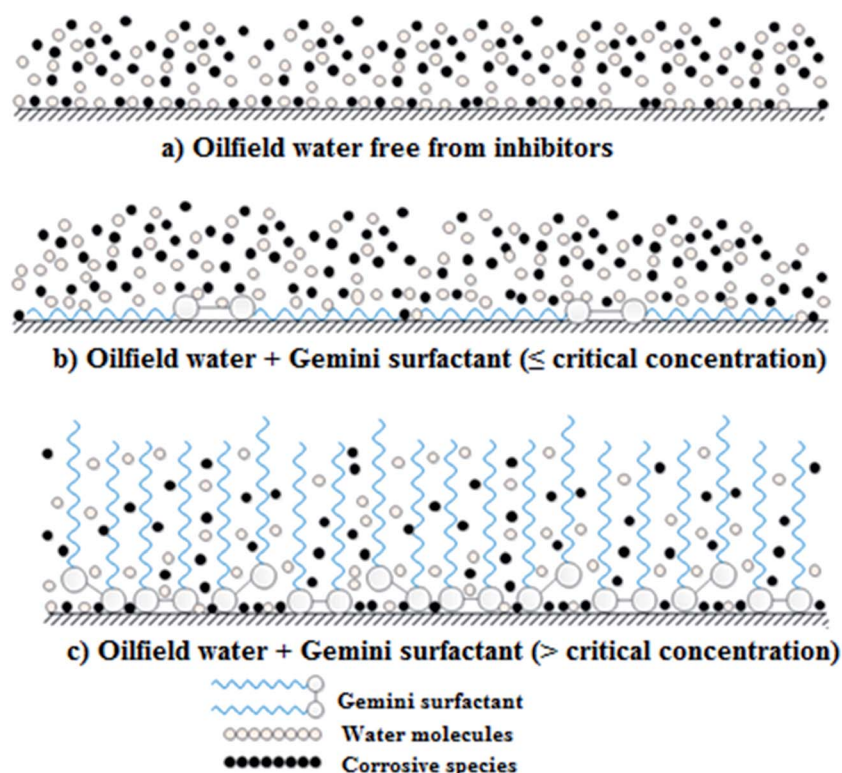 a) Oilfield water free from inhibitors
b) Oilfield water + Gemini surfactant (≤ critical concentration)
c) Oilfield water + Gemini surfactant (> critical concentration)
Gemini surfactant
Water molecules
Corrosive species